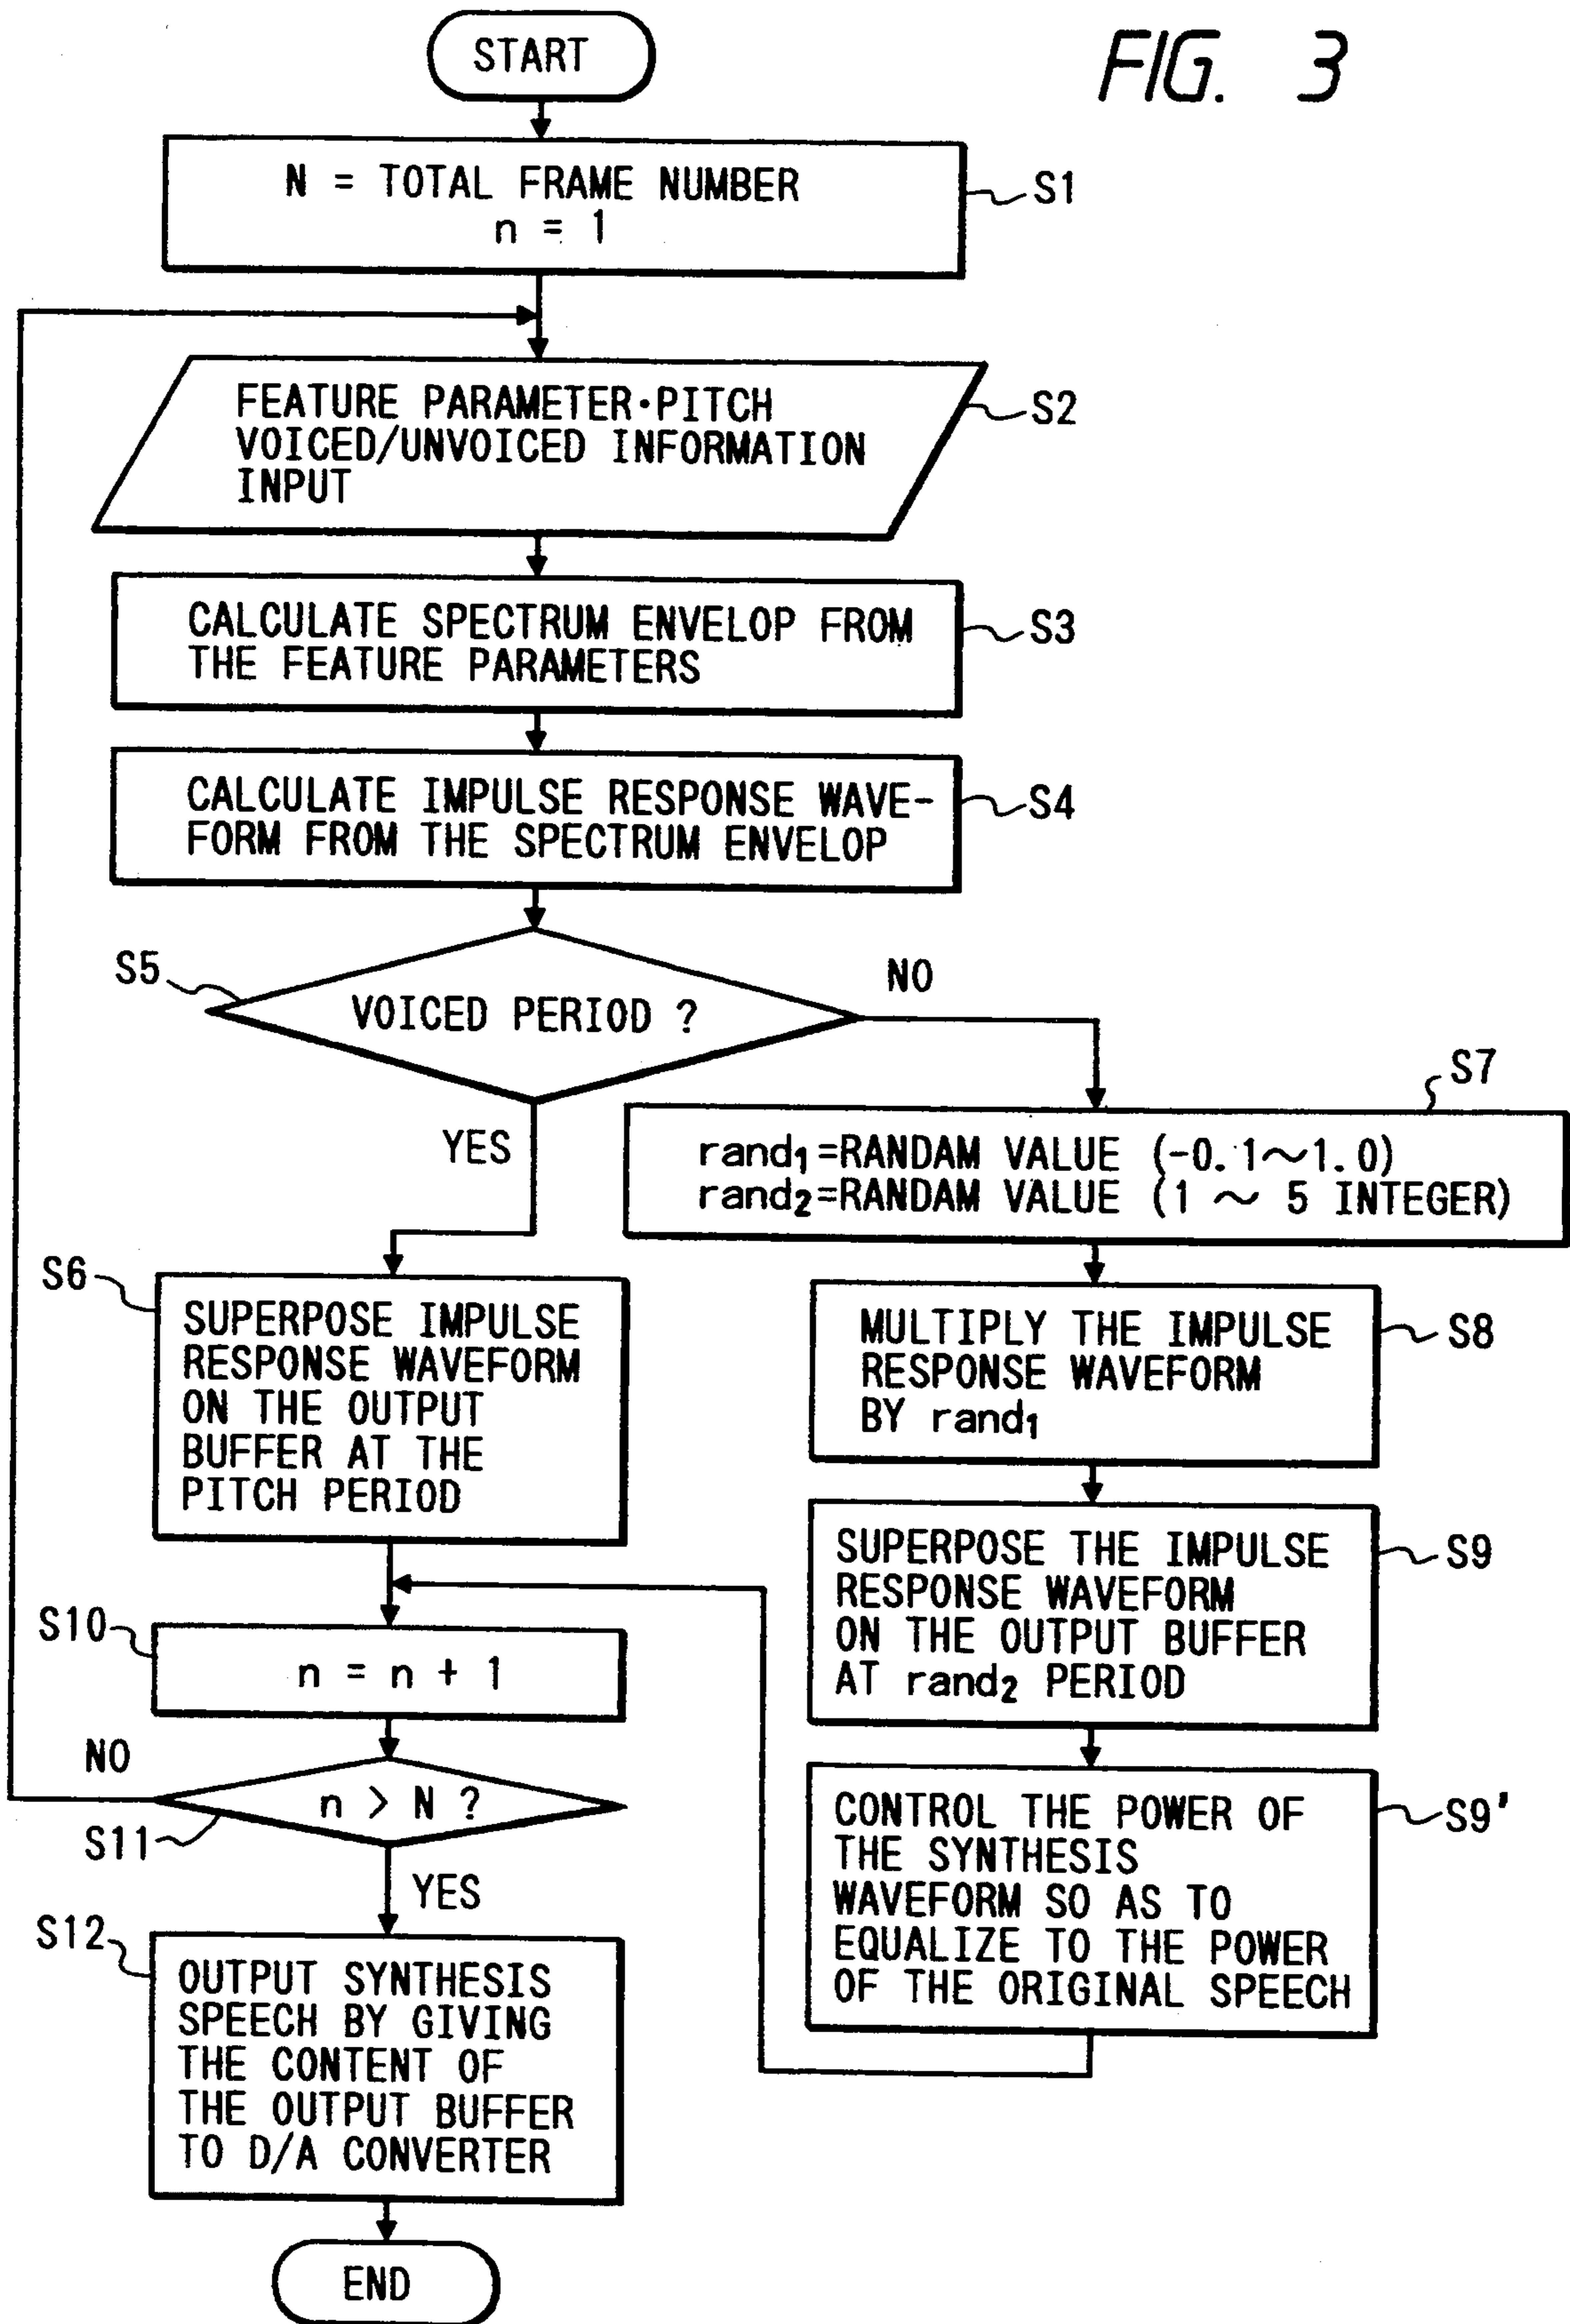 FIG. 3
START
N = TOTAL FRAME NUMBER
n = 1
S1
FEATURE PARAMETER·PITCH
VOICED/UNVOICED INFORMATION
INPUT
S2
CALCULATE SPECTRUM ENVELOP FROM
THE FEATURE PARAMETERS
S3
CALCULATE IMPULSE RESPONSE WAVE-
FORM FROM THE SPECTRUM ENVELOP
S4
S5
VOICED PERIOD ?
NO
YES
S7
rand₁=RANDAM VALUE (-0.1~1.0)
rand₂=RANDAM VALUE (1 ~ 5 INTEGER)
S6
SUPERPOSE IMPULSE
RESPONSE WAVEFORM
ON THE OUTPUT
BUFFER AT THE
PITCH PERIOD
MULTIPLY THE IMPULSE
RESPONSE WAVEFORM
BY rand₁
S8
SUPERPOSE THE IMPULSE
RESPONSE WAVEFORM
ON THE OUTPUT BUFFER
AT rand₂ PERIOD
S9
CONTROL THE POWER OF
THE SYNTHESIS
WAVEFORM SO AS TO
EQUALIZE TO THE POWER
OF THE ORIGINAL SPEECH
S9'
S10
n = n + 1
NO
n > N ?
S11
YES
S12
OUTPUT SYNTHESIS
SPEECH BY GIVING
THE CONTENT OF
THE OUTPUT BUFFER
TO D/A CONVERTER
END